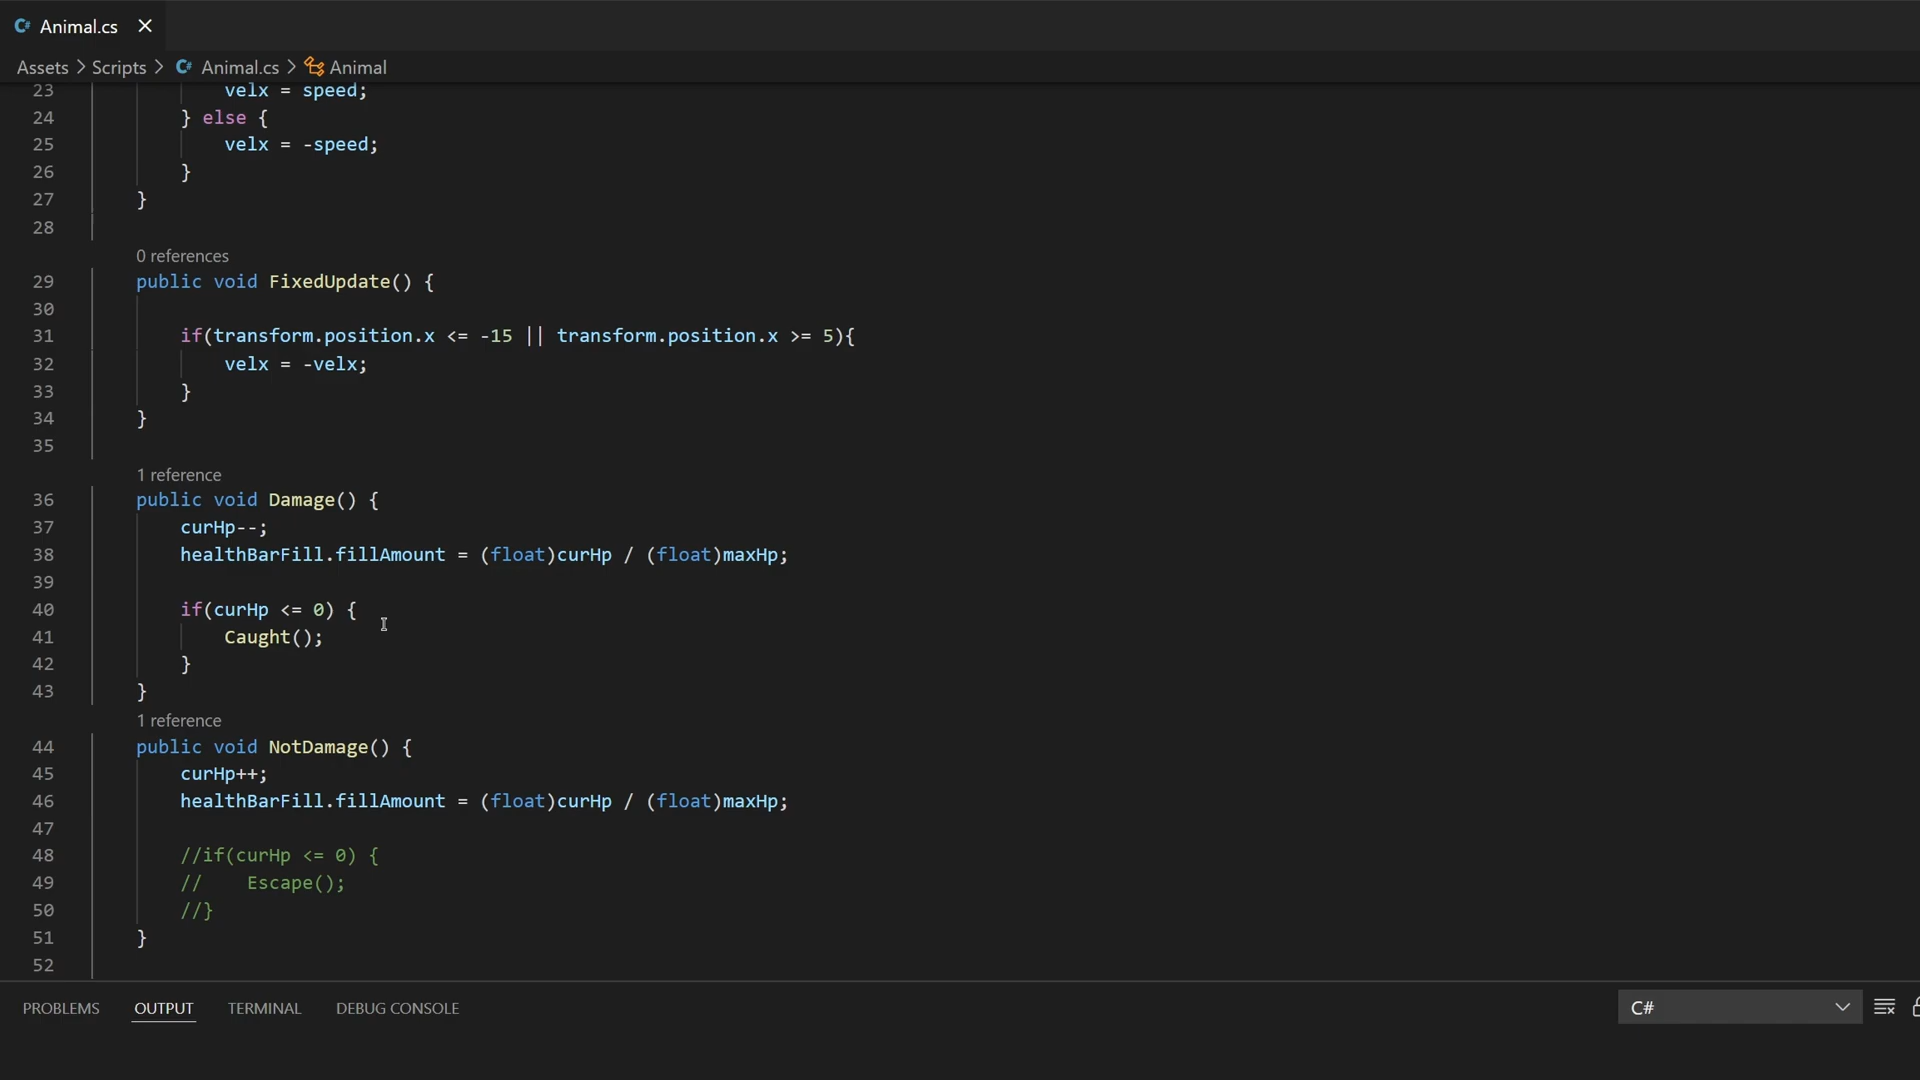 Animal.cs
Assets > Scripts > Animal.cs > Animal
23 velx = speed;
24 } else {
25 velx = -speed;
26 }
27 }
28
0 references
29 public void FixedUpdate() {
30
31 if(transform.position.x <= -15 || transform.position.x >= 5){
32 velx = -velx;
33 }
34 }
35
1 reference
36 public void Damage() {
37 curHp--;
38 healthBarFill.fillAmount = (float)curHp / (float)maxHp;
39
40 if(curHp <= 0) {
41 Caught();
42 }
43 }
1 reference
44 public void NotDamage() {
45 curHp++;
46 healthBarFill.fillAmount = (float)curHp / (float)maxHp;
47
48 //if(curHp <= 0) {
49 //    Escape();
50 //}
51 }
52
PROBLEMS OUTPUT TERMINAL DEBUG CONSOLE C#